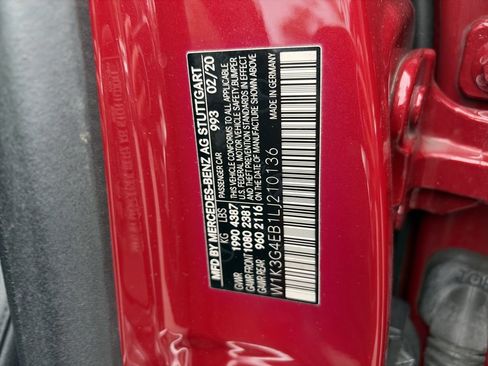 MFD BY MERCEDES-BENZ AG STUTTGART
PASSENGER CAR 993 02/20
KG LBS
GVWR 1990 4387
GAWR FRONT 1080 2381
GAWR REAR 960 2116
THIS VEHICLE CONFORMS TO ALL APPLICABLE
U.S. FEDERAL MOTOR VEHICLE SAFETY, BUMPER
AND THEFT PREVENTION STANDARDS IN EFFECT
ON THE DATE OF MANUFACTURE SHOWN ABOVE
MADE IN GERMANY
W1K3G4EB1LJ210136